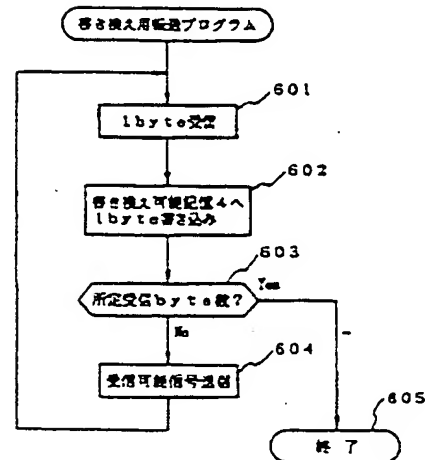 書き換え用転送プログラム
601
1byte受信
602
書き換え可能記憶4へ
1byte書き込み
603
所定受信byte数?
Yes
No
604
受信可能信号送信
605
終了